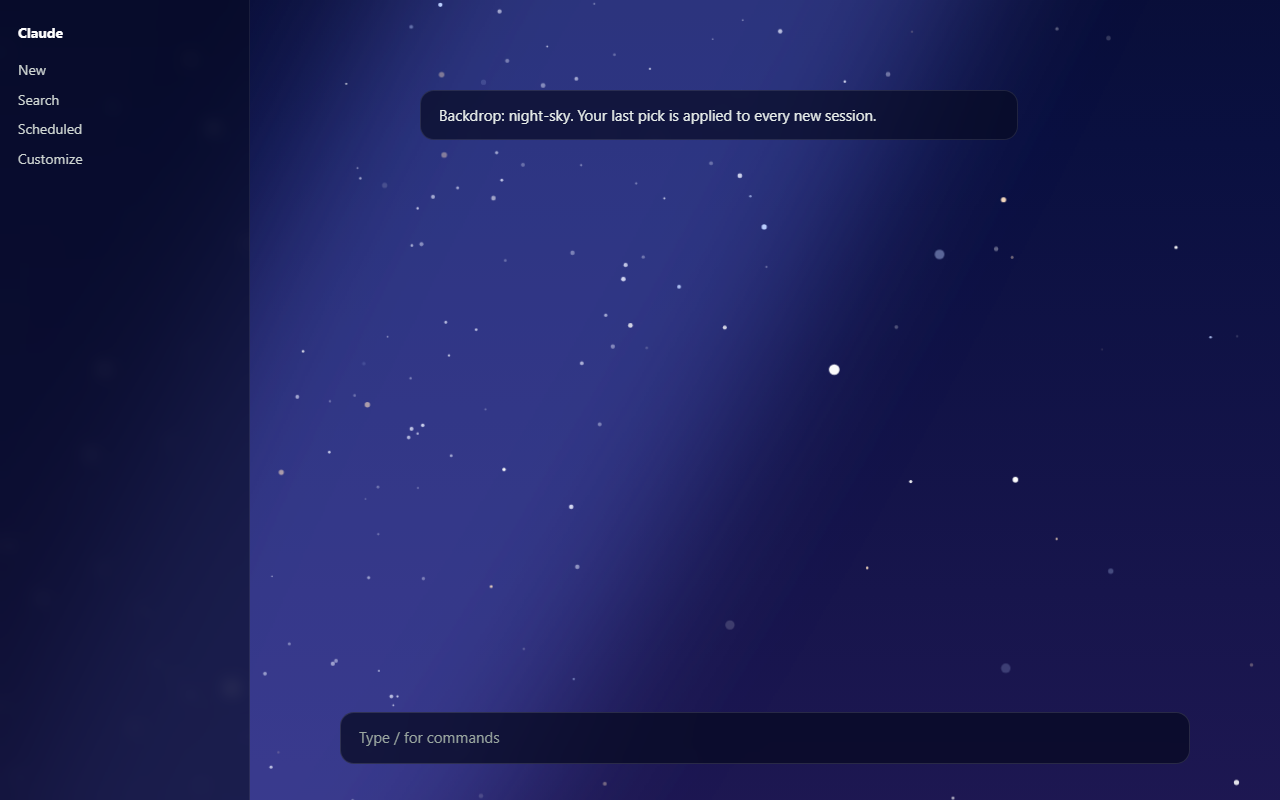 Claude
New
Search
Scheduled
Customize
Backdrop: night-sky. Your last pick is applied to every new session.
Type / for commands